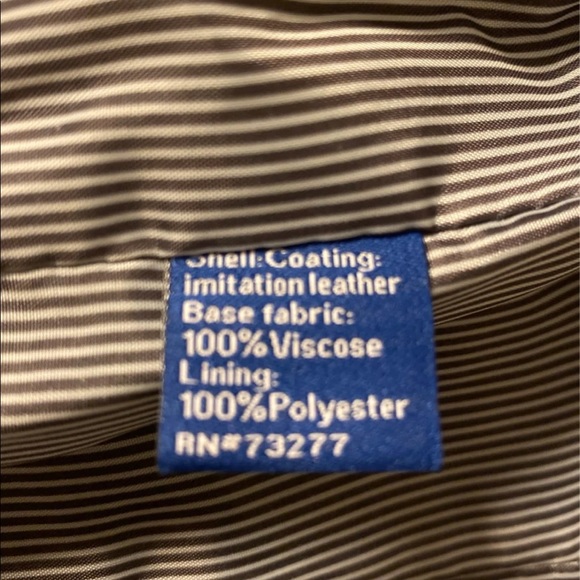 Shell:Coating:
imitation leather
Base fabric:
100%Viscose
Lining:
100%Polyester
RN#73277